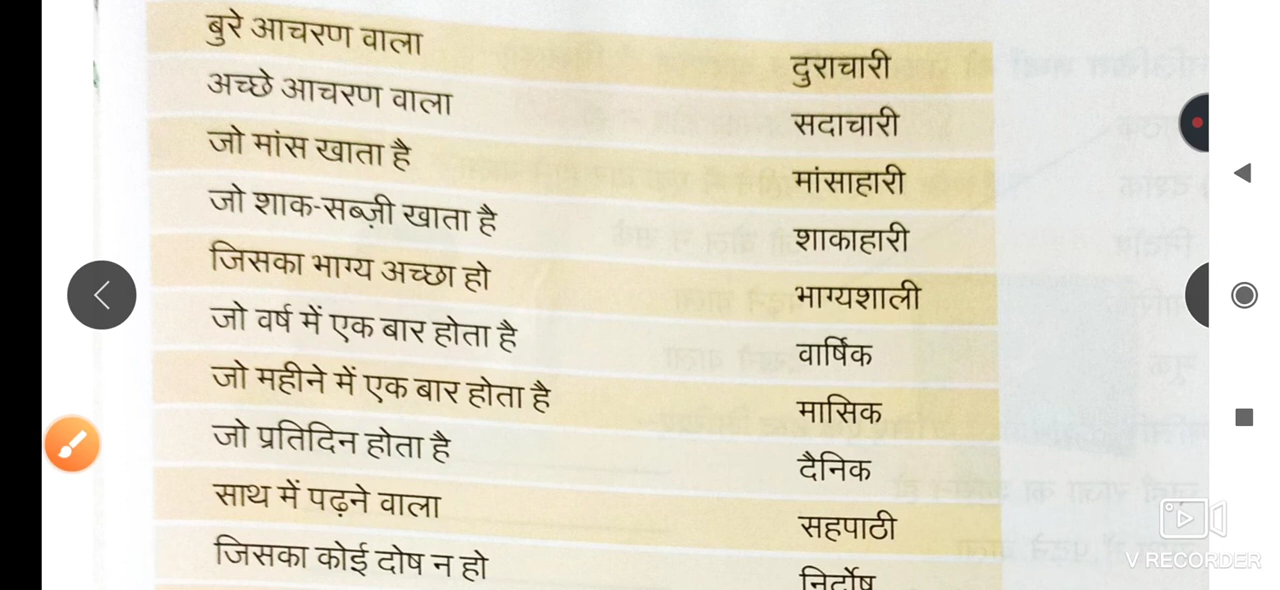 बुरे आचरण वाला दुराचारी
अच्छे आचरण वाला सदाचारी
जो मांस खाता है मांसाहारी
जो शाक-सब्ज़ी खाता है शाकाहारी
जिसका भाग्य अच्छा हो भाग्यशाली
जो वर्ष में एक बार होता है वार्षिक
जो महीने में एक बार होता है मासिक
जो प्रतिदिन होता है दैनिक
साथ में पढ़ने वाला सहपाठी
जिसका कोई दोष न हो निर्दोष
V RECORDER